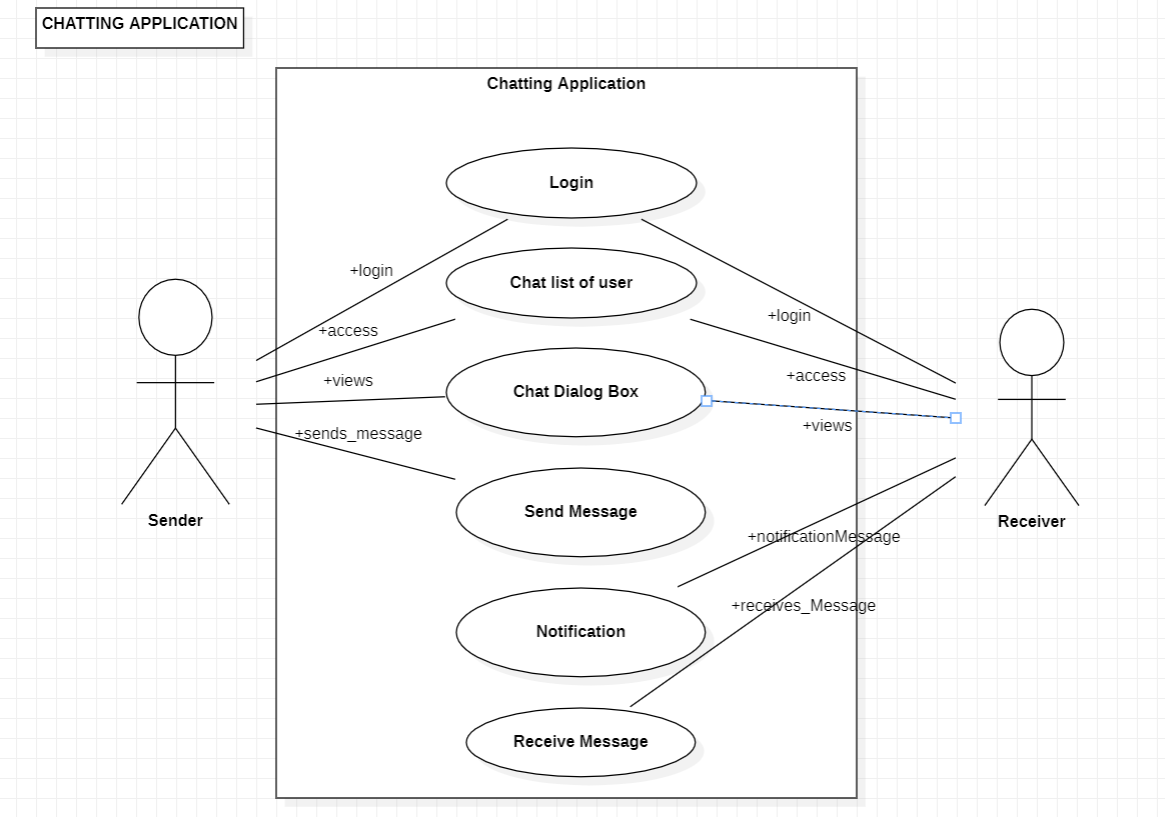 CHATTING APPLICATION
Chatting Application
Login
+login
Chat list of user
+login
+access
+access
+views
Chat Dialog Box
+views
+sends_message
Send Message
Sender
Receiver
+notificationMessage
+receives_Message
Notification
Receive Message